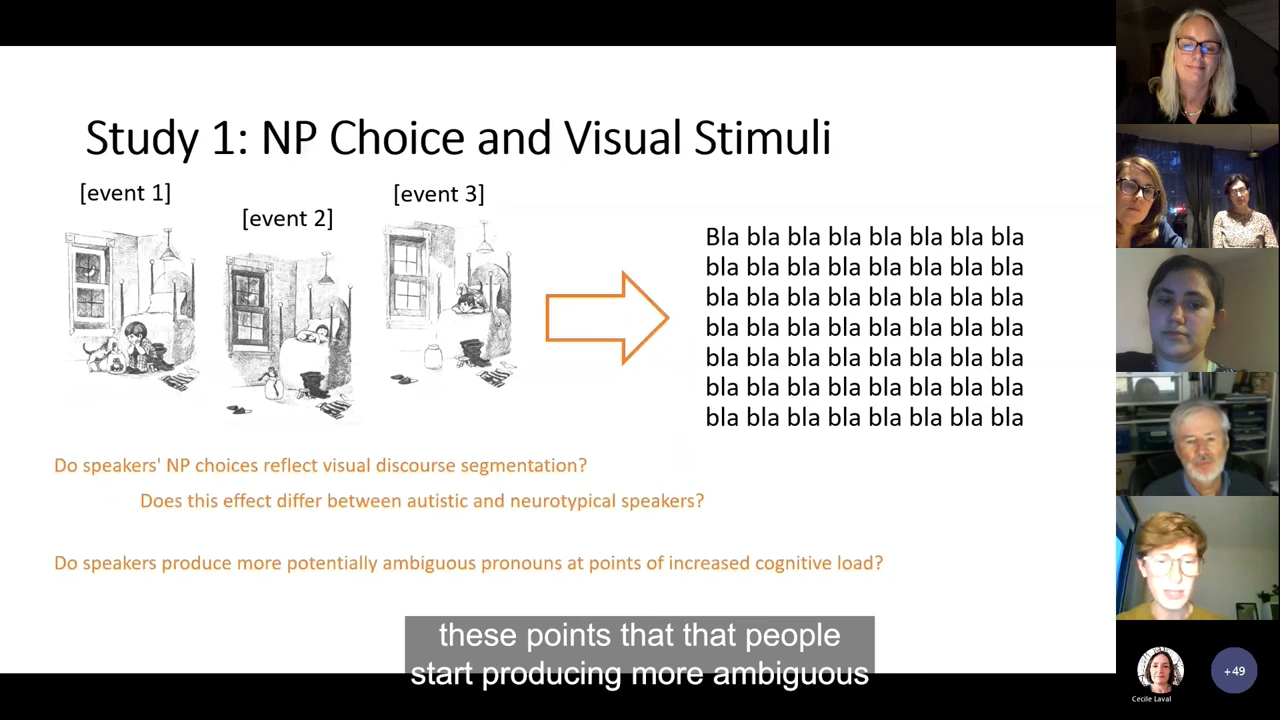 Study 1: NP Choice and Visual Stimuli
[event 1]
[event 2]
[event 3]
Bla bla bla bla bla bla bla bla
bla bla bla bla bla bla bla bla
bla bla bla bla bla bla bla bla
bla bla bla bla bla bla bla bla
bla bla bla bla bla bla bla bla
bla bla bla bla bla bla bla bla
bla bla bla bla bla bla bla bla
Do speakers' NP choices reflect visual discourse segmentation?
Does this effect differ between autistic and neurotypical speakers?
Do speakers produce more potentially ambiguous pronouns at points of increased cognitive load?
these points that that people
start producing more ambiguous
Cecile Laval
+49